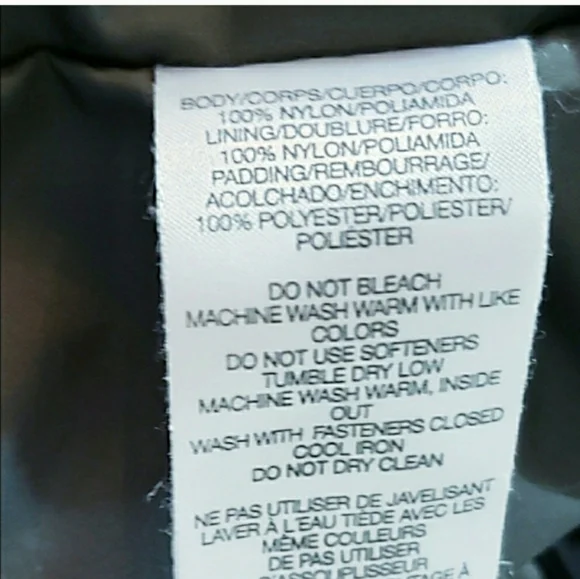 BODY/CORPS/CUERPO/CORPO:
100% NYLON/POLIAMIDA
LINING/DOUBLURE/FORRO:
100% NYLON/POLIAMIDA
PADDING/REMBOURRAGE/
ACOLCHADO/ENCHIMENTO:
100% POLYESTER/POLIESTER/
POLIÉSTER
DO NOT BLEACH
MACHINE WASH WARM WITH LIKE
COLORS
DO NOT USE SOFTENERS
TUMBLE DRY LOW
MACHINE WASH WARM, INSIDE
OUT
WASH WITH FASTENERS CLOSED
COOL IRON
DO NOT DRY CLEAN
NE PAS UTILISER DE JAVELISANT
LAVER À L'EAU TIÈDE AVEC LES
MÊME COULEURS
DE PAS UTILISER
D'ASSOUPLISSEUR